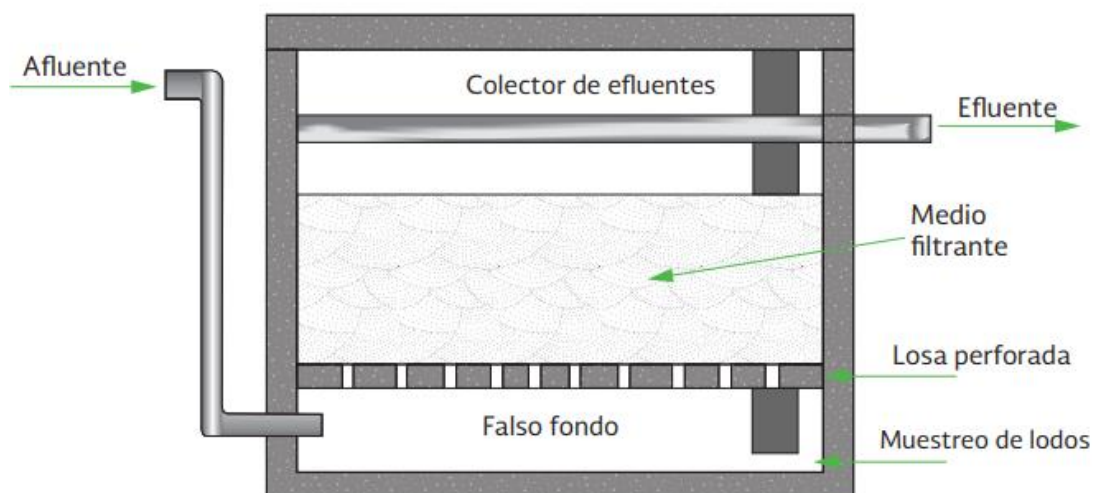 Afluente
Colector de efluentes
Efluente
Medio
filtrante
Losa perforada
Falso fondo
Muestreo de lodos